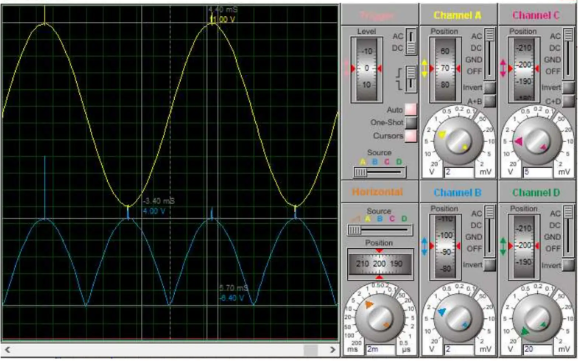 4.40 mS
11.00 V
-3.40 mS
4.00 V
5.70 mS
-6.40 V
Trigger
Level
-10
0
10
AC
DC
Auto
One-Shot
Cursors
Source
A B C D
Channel A
Position
60
70
80
AC
DC
GND
OFF
Invert
A+B
V 2 mV
Channel C
Position
-210
-200
-190
AC
DC
GND
OFF
Invert
C+D
V 5 mV
Horizontal
Source
A B C D
Position
210 200 190
ms 2m µs
Channel B
Position
-110
-100
-90
-80
AC
DC
GND
OFF
Invert
V 2 mV
Channel D
Position
-210
-200
-190
AC
DC
GND
OFF
Invert
V 20 mV